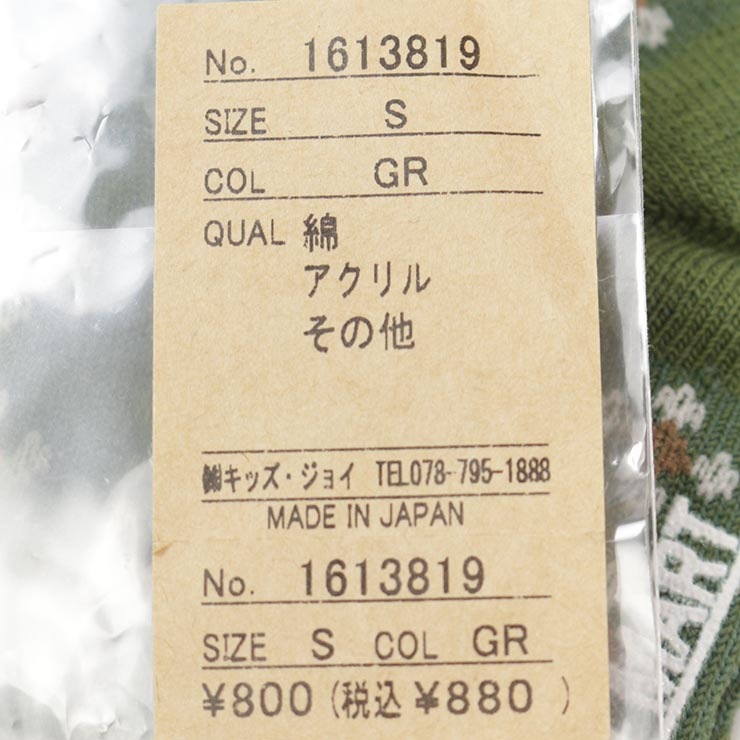 No. 1613819
SIZE S
COL GR
QUAL 綿
アクリル
その他
㈱キッズ・ジョイ TEL078-795-1888
MADE IN JAPAN
No. 1613819
SIZE S COL GR
¥800 (税込 ¥880 )